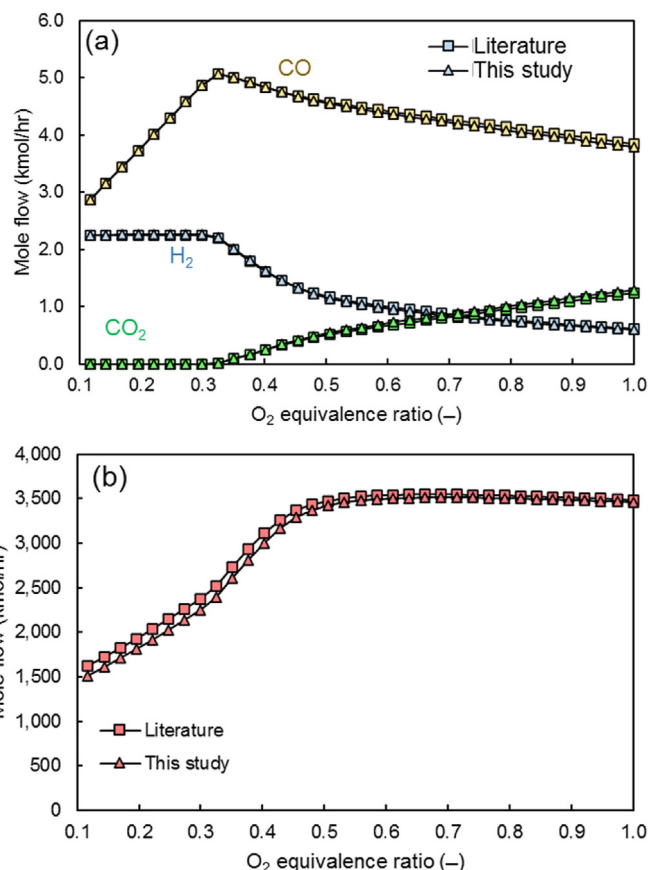 (a)
6.0
5.0
4.0
3.0
2.0
1.0
0.0
Mole flow (kmol/hr)
CO
H₂
CO₂
Literature
This study
0.1 0.2 0.3 0.4 0.5 0.6 0.7 0.8 0.9 1.0
O₂ equivalence ratio (–)
(b)
4,000
3,500
3,000
2,500
2,000
1,500
1,000
500
0
Mole flow (kmol/hr)
Literature
This study
0.1 0.2 0.3 0.4 0.5 0.6 0.7 0.8 0.9 1.0
O₂ equivalence ratio (–)